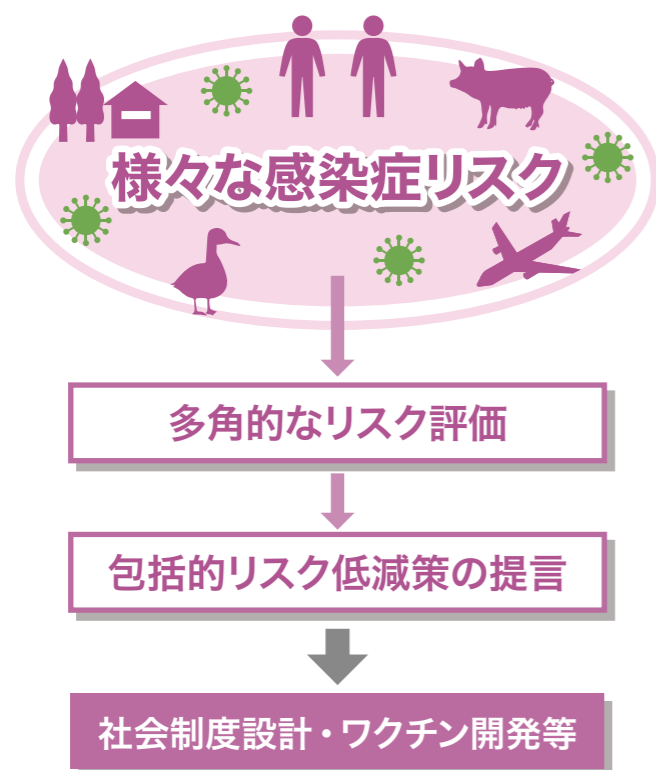 様々な感染症リスク
多角的なリスク評価
包括的リスク低減策の提言
社会制度設計・ワクチン開発等